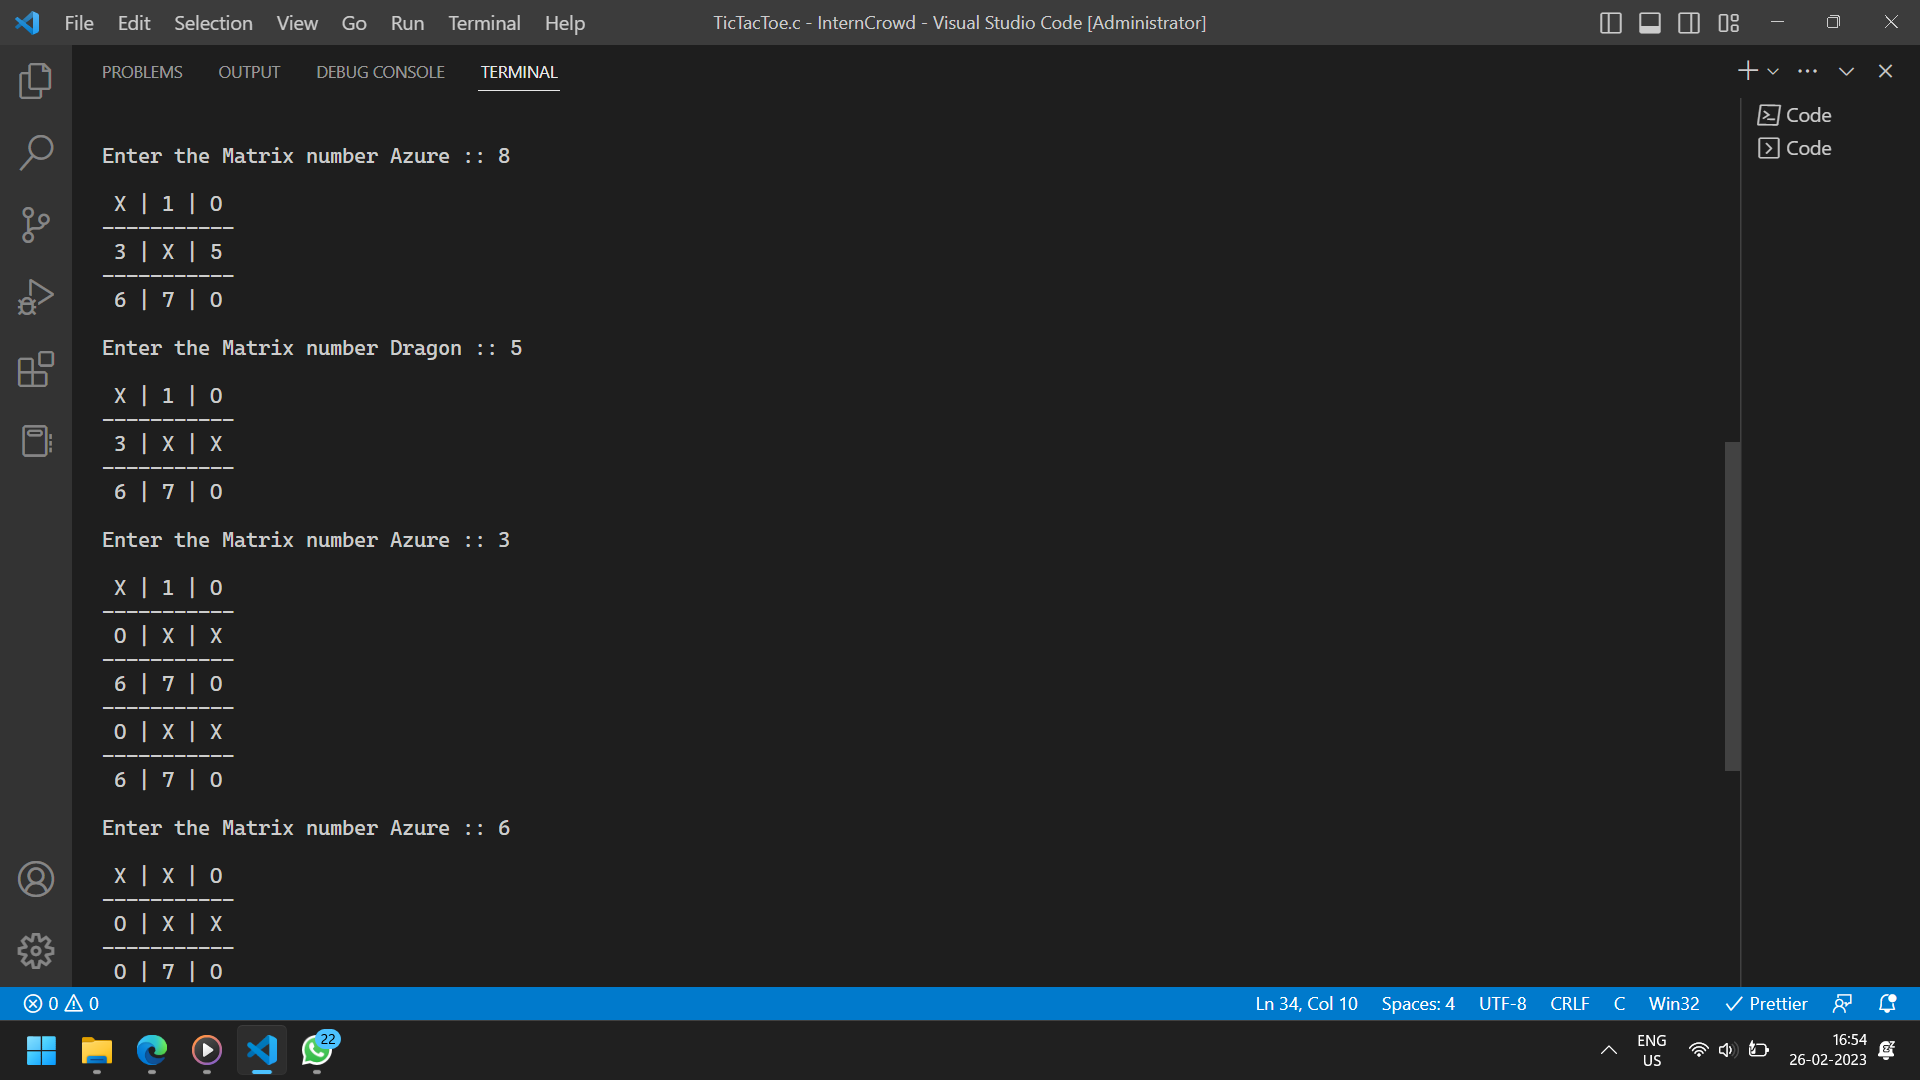 File Edit Selection View Go Run Terminal Help TicTacToe.c - InternCrowd - Visual Studio Code [Administrator]
PROBLEMS OUTPUT DEBUG CONSOLE TERMINAL
Code
Code
Enter the Matrix number Azure :: 8
X | 1 | O
-----------
3 | X | 5
-----------
6 | 7 | O
Enter the Matrix number Dragon :: 5
X | 1 | O
-----------
3 | X | X
-----------
6 | 7 | O
Enter the Matrix number Azure :: 3
X | 1 | O
-----------
O | X | X
-----------
6 | 7 | O
-----------
O | X | X
-----------
6 | 7 | O
Enter the Matrix number Azure :: 6
X | X | O
-----------
O | X | X
-----------
O | 7 | O
0 0 Ln 34, Col 10 Spaces: 4 UTF-8 CRLF C Win32 Prettier
22
ENG
US
16:54
26-02-2023